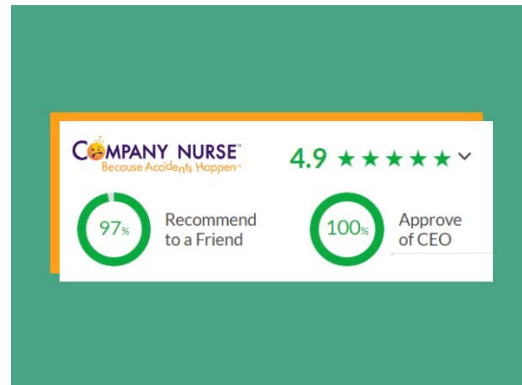 COMPANY NURSE™
Because Accidents Happen™
4.9
97%
Recommend
to a Friend
100%
Approve
of CEO